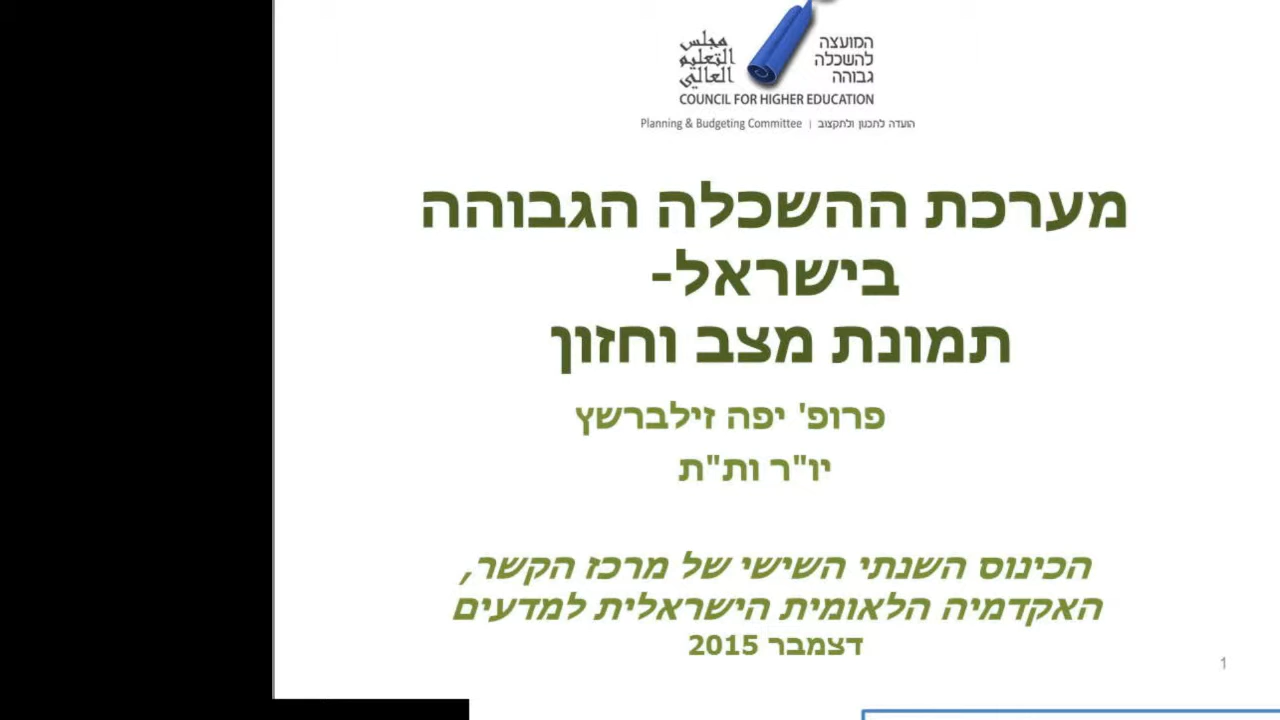 المجلس
التعليم
العالي
המועצה
להשכלה
גבוהה
COUNCIL FOR HIGHER EDUCATION
Planning & Budgeting Committee | הועדה לתכנון ולתקצוב
מערכת ההשכלה הגבוהה
בישראל-
תמונת מצב וחזון
פרופ' יפה זילברשץ
יו"ר ות"ת
הכינוס השנתי השישי של מרכז הקשר,
האקדמיה הלאומית הישראלית למדעים
דצמבר 2015
1